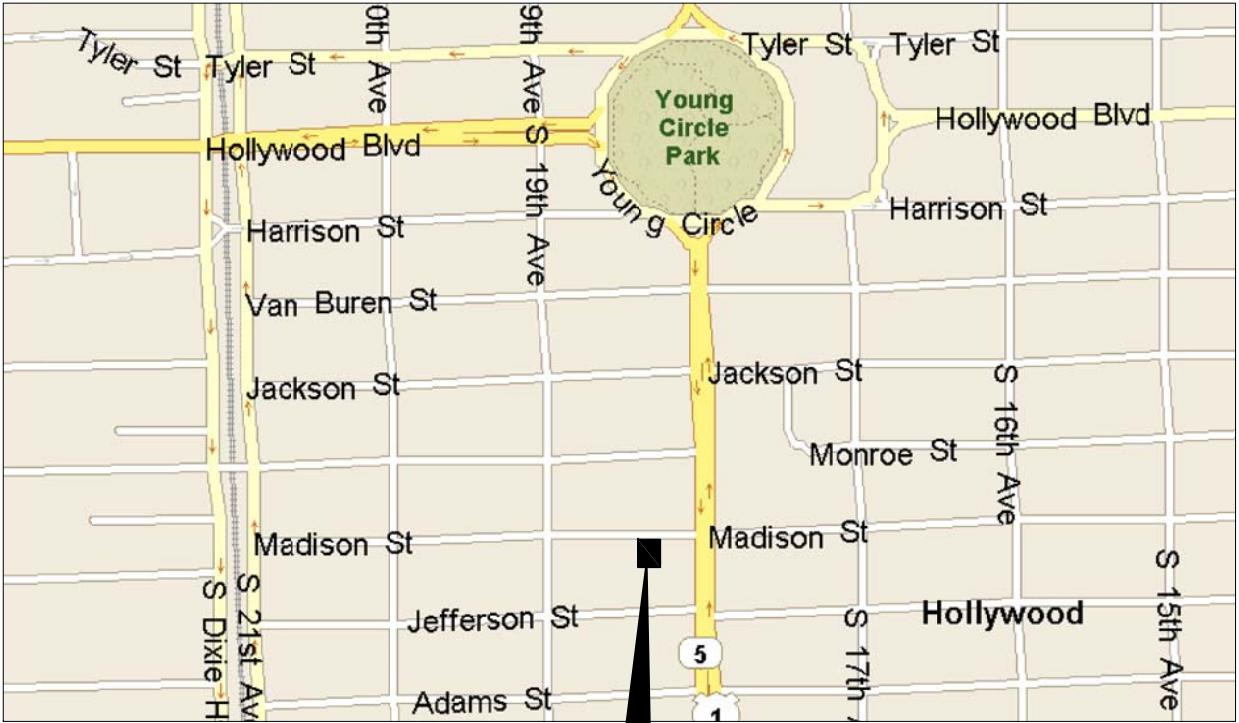 Tyler St
Tyler St
0th Ave
9th Ave
Tyler St
Tyler St
Young
Circle
Park
Hollywood Blvd
Hollywood Blvd
S 19th Ave
Young Circle
Harrison St
Harrison St
Van Buren St
Jackson St
Jackson St
S 16th Ave
Monroe St
Madison St
Madison St
S 15th Ave
S Dixie H
S 21st Ave
Jefferson St
S 17th
Hollywood
5
Adams St
1